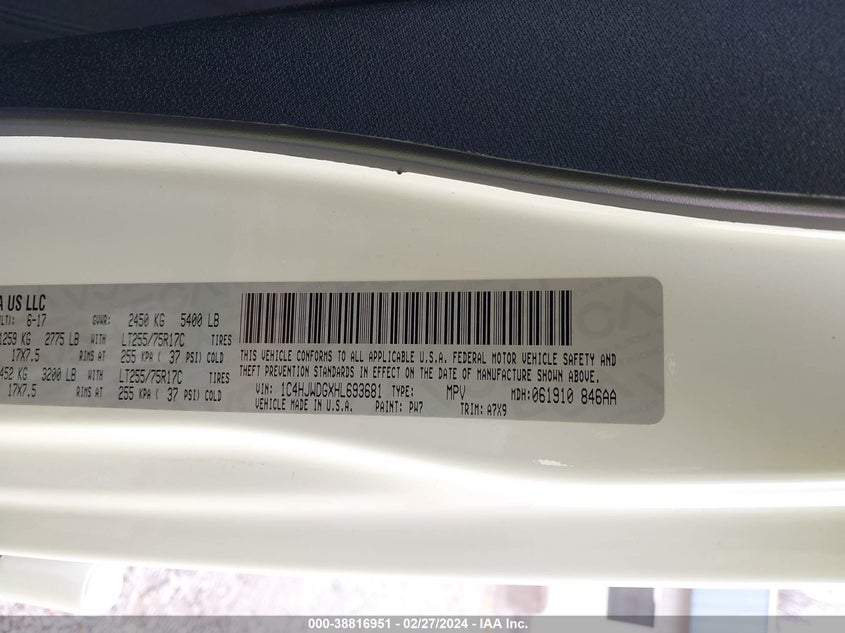 A US LLC
LTI: 6-17 GVWR: 2450 KG 5400 LB
1259 KG 2775 LB WITH LT255/75R17C TIRES
17X7.5 RIMS AT 255 KPA ( 37 PSI) COLD
452 KG 3200 LB WITH LT255/75R17C TIRES
17X7.5 RIMS AT 255 KPA ( 37 PSI) COLD
THIS VEHICLE CONFORMS TO ALL APPLICABLE U.S.A. FEDERAL MOTOR VEHICLE SAFETY AND
THEFT PREVENTION STANDARDS IN EFFECT ON THE DATE OF MANUFACTURE SHOWN ABOVE.
VIN: 1C4HJWDGXHL693681 TYPE: MPV MDH: 061910 846AA
VEHICLE MADE IN U.S.A. PAINT: PW7 TRIM: A7X9
000-38816951 - 02/27/2024 - IAA Inc.